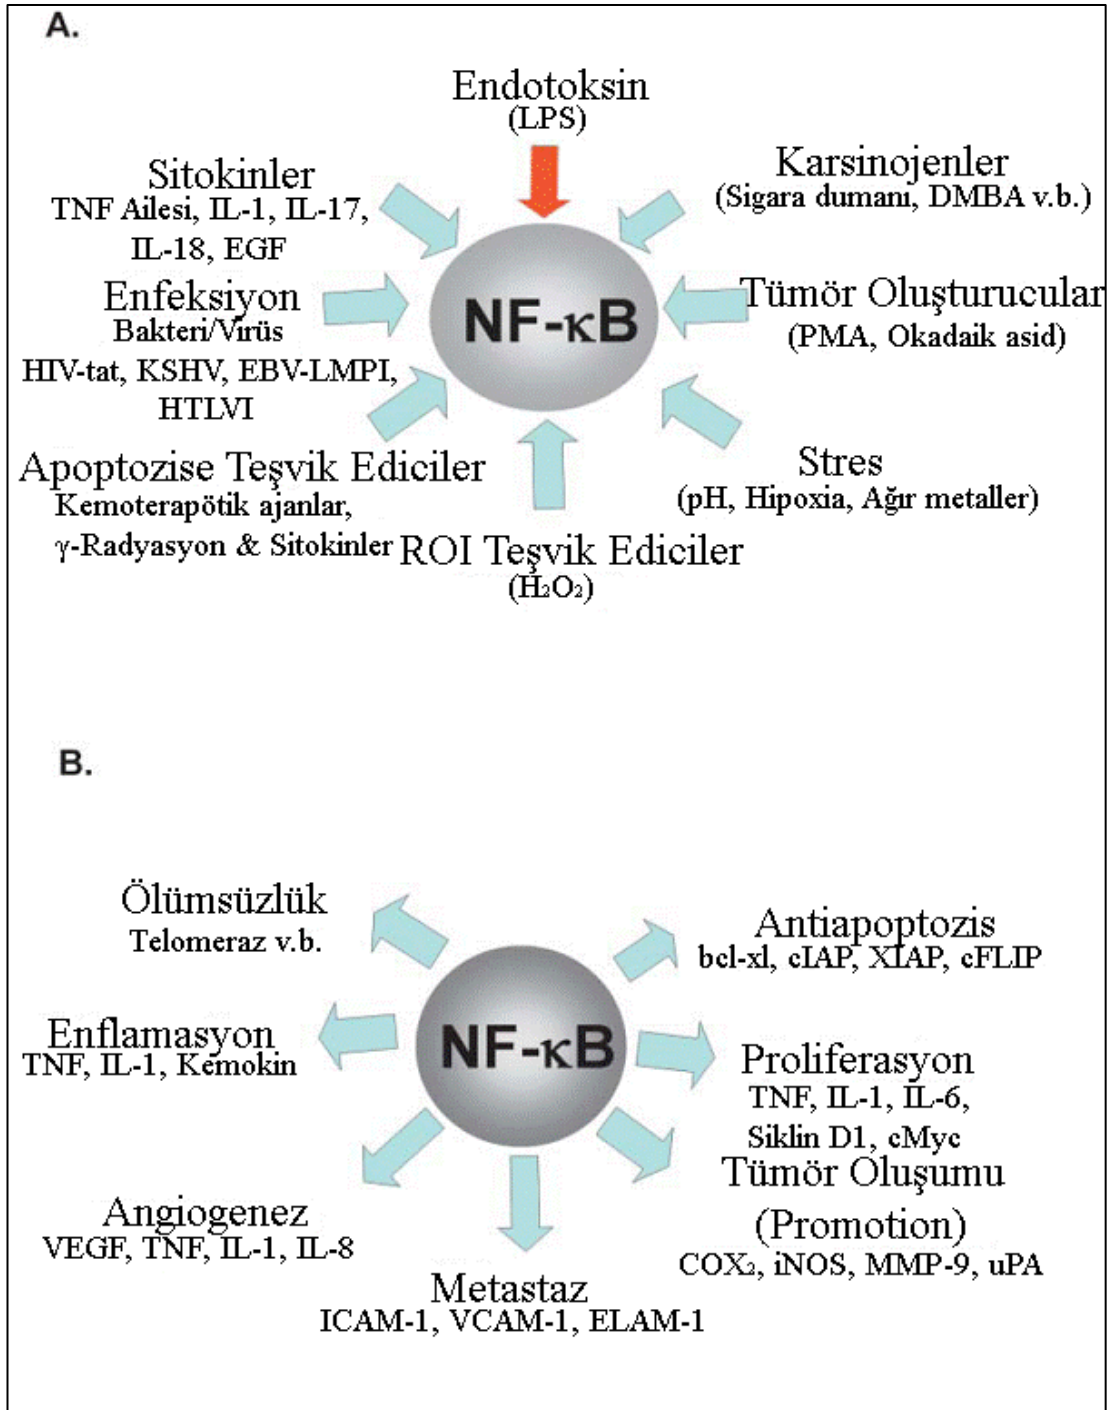 A.
Endotoksin
(LPS)
Sitokinler
TNF Ailesi, IL-1, IL-17,
IL-18, EGF
Karsinojenler
(Sigara dumanı, DMBA v.b.)
Enfeksiyon
Bakteri/Virüs
HIV-tat, KSHV, EBV-LMPI,
HTLVI
NF-κB
Tümör Oluşturucular
(PMA, Okadaik asid)
Apoptozise Teşvik Ediciler
Kemoterapötik ajanlar,
γ-Radyasyon & Sitokinler
Stres
(pH, Hipoxia, Ağır metaller)
ROI Teşvik Ediciler
(H₂O₂)
B.
Ölümsüzlük
Telomeraz v.b.
Antiapoptozis
bcl-xl, cIAP, XIAP, cFLIP
Enflamasyon
TNF, IL-1, Kemokin
NF-κB
Proliferasyon
TNF, IL-1, IL-6,
Siklin D1, cMyc
Tümör Oluşumu
(Promotion)
COX₂, iNOS, MMP-9, uPA
Angiogenez
VEGF, TNF, IL-1, IL-8
Metastaz
ICAM-1, VCAM-1, ELAM-1